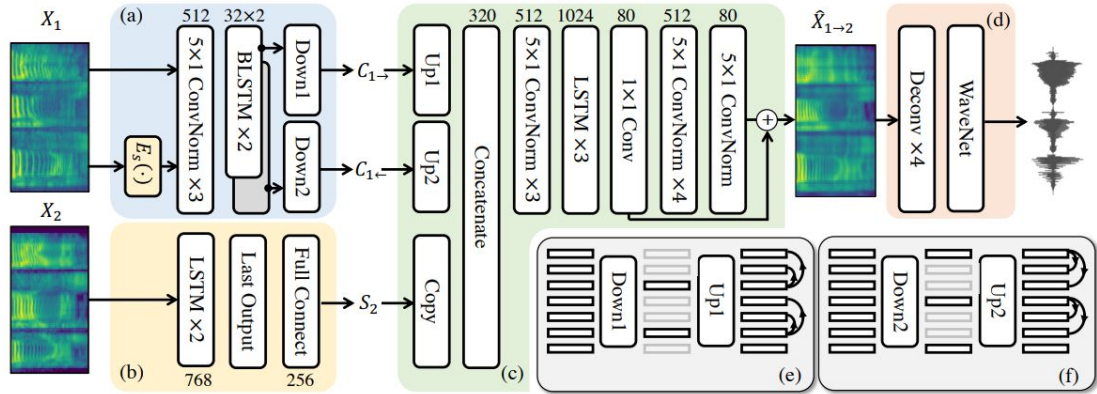 X₁
(a)
512
32×2
E_s(·)
5×1 ConvNorm ×3
BLSTM ×2
Down1
Down2
C₁→
C₁←
X₂
(b)
LSTM ×2
768
Last Output
Full Connect
256
S₂
Up1
Up2
Copy
320
Concatenate
512
5×1 ConvNorm ×3
1024
LSTM ×3
80
1×1 Conv
512
5×1 ConvNorm ×4
80
5×1 ConvNorm
+
(c)
X̂₁→₂
(d)
Deconv ×4
WaveNet
Down1
Up1
(e)
Down2
Up2
(f)